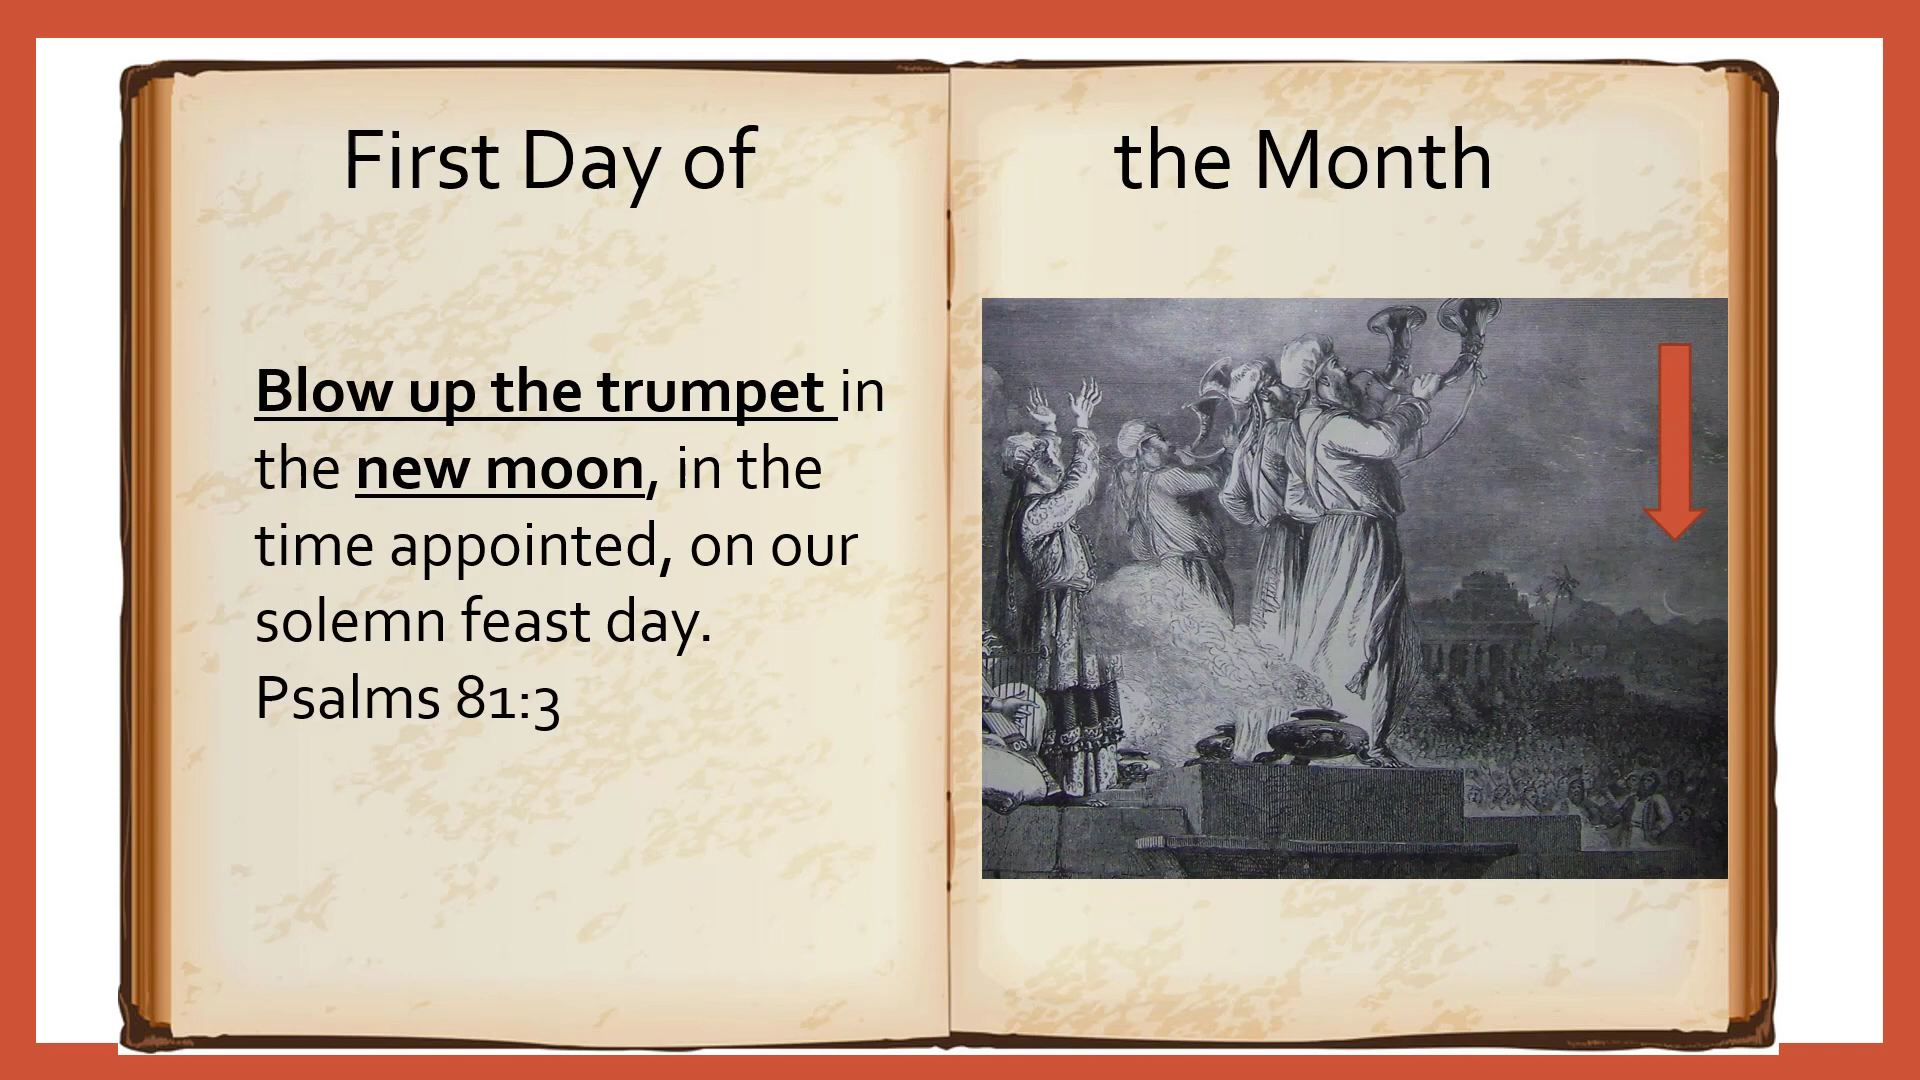 First Day of the Month
Blow up the trumpet in
the new moon, in the
time appointed, on our
solemn feast day.
Psalms 81:3